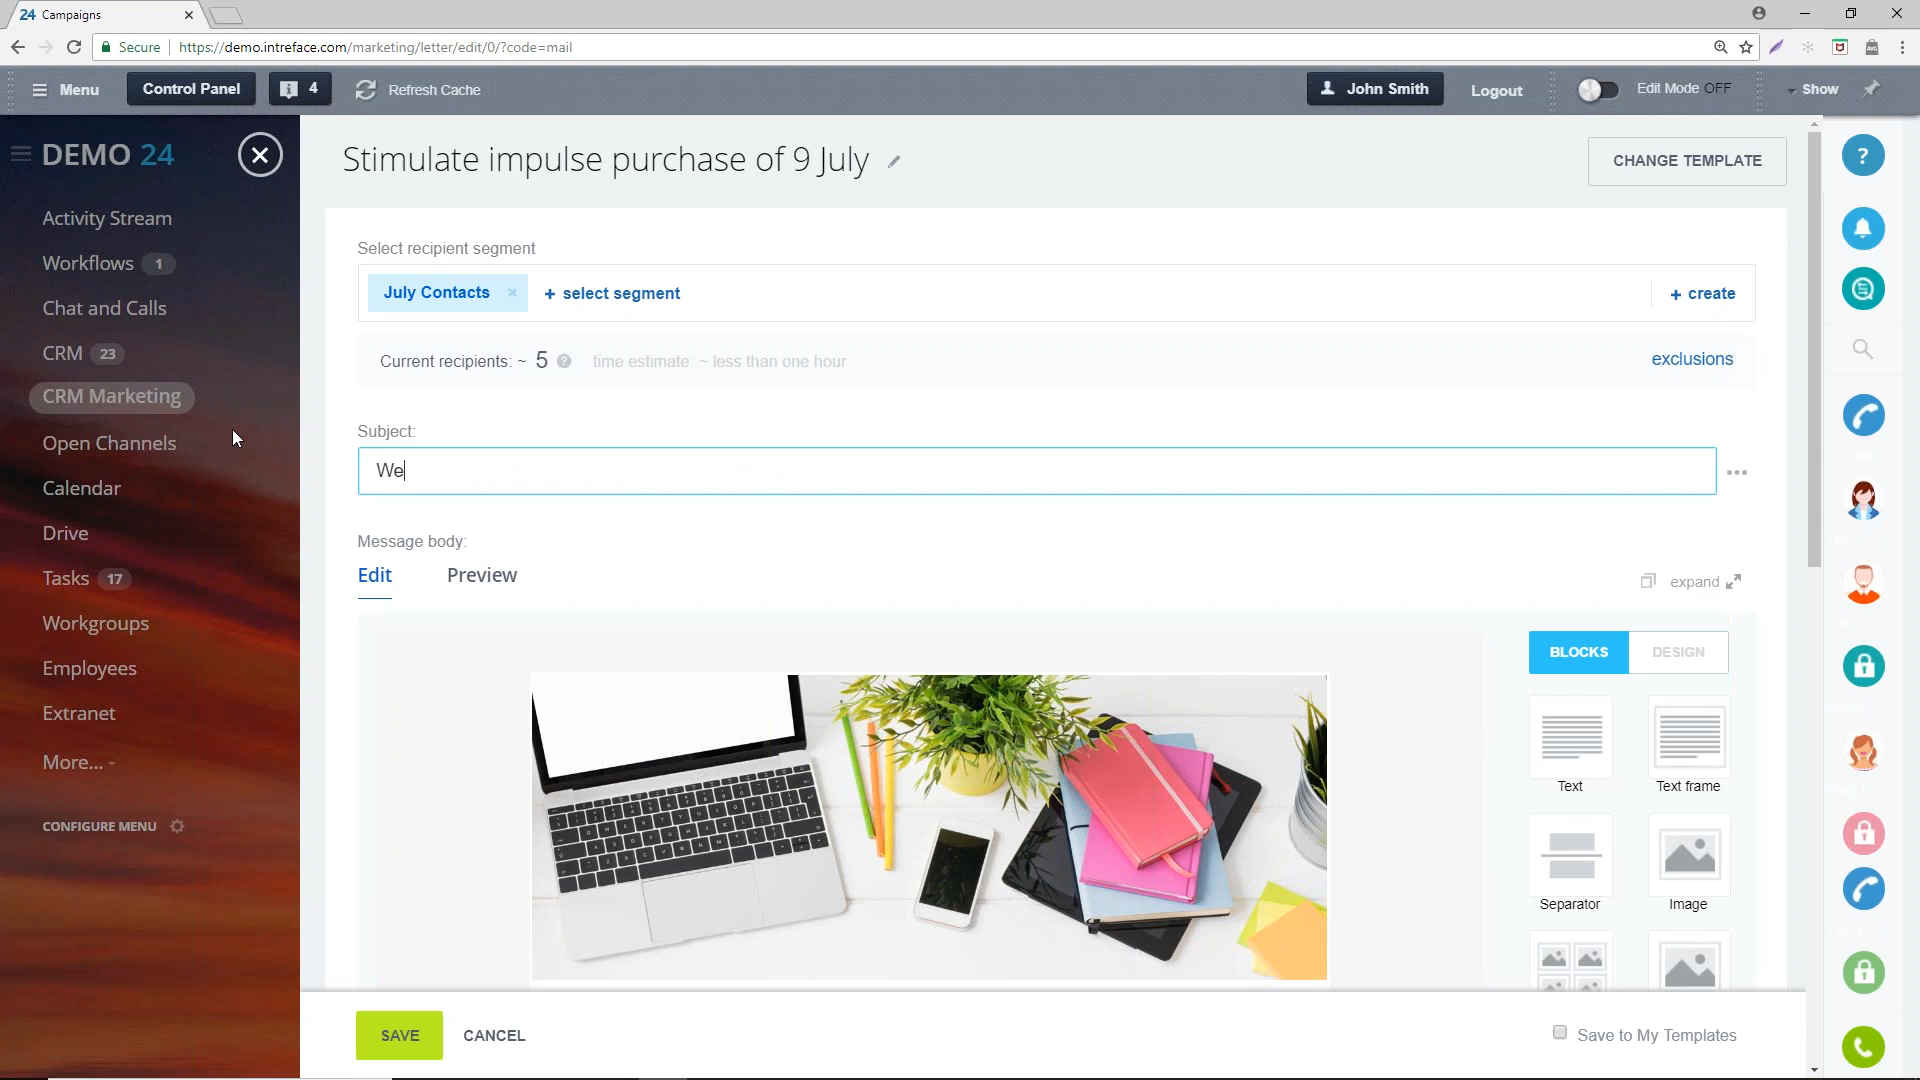 24 Campaigns
Secure https://demo.intreface.com/marketing/letter/edit/0/?code=mail
Menu Control Panel 4 Refresh Cache John Smith Logout Edit Mode OFF Show
DEMO 24
Activity Stream
Workflows 1
Chat and Calls
CRM 23
CRM Marketing
Open Channels
Calendar
Drive
Tasks 17
Workgroups
Employees
Extranet
More...
CONFIGURE MENU
Stimulate impulse purchase of 9 July
CHANGE TEMPLATE
Select recipient segment
July Contacts × + select segment + create
Current recipients: ~ 5 ? time estimate: ~ less than one hour exclusions
Subject:
We
Message body:
Edit Preview expand
BLOCKS DESIGN
Text Text frame
Separator Image
SAVE CANCEL Save to My Templates
?